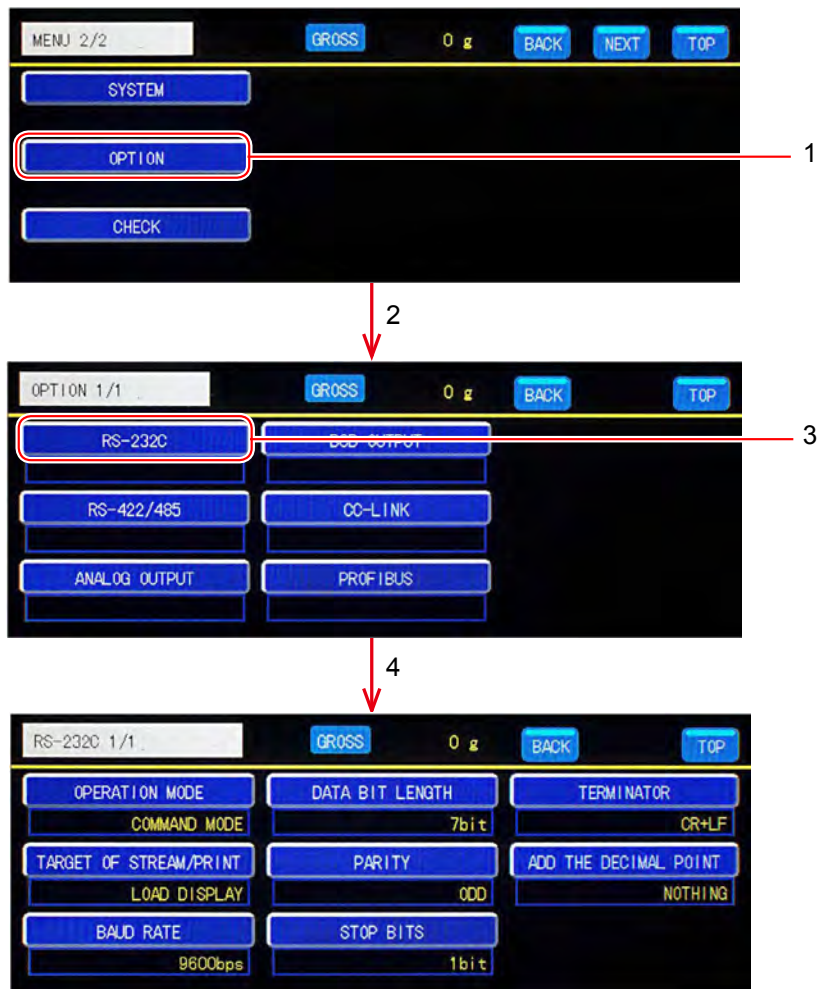 MENU 2/2 GROSS 0 g BACK NEXT TOP
SYSTEM
OPTION
1
CHECK
2
OPTION 1/1 GROSS 0 g BACK TOP
RS-232C BCD OUTPUT
3
RS-422/485 CC-LINK
ANALOG OUTPUT PROFIBUS
4
RS-232C 1/1 GROSS 0 g BACK TOP
OPERATION MODE DATA BIT LENGTH TERMINATOR
COMMAND MODE 7bit CR+LF
TARGET OF STREAM/PRINT PARITY ADD THE DECIMAL POINT
LOAD DISPLAY ODD NOTHING
BAUD RATE STOP BITS
9600bps 1bit